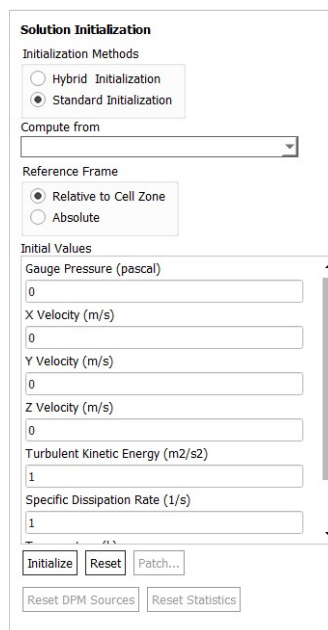 Solution Initialization
Initialization Methods
Hybrid Initialization
Standard Initialization
Compute from
Reference Frame
Relative to Cell Zone
Absolute
Initial Values
Gauge Pressure (pascal)
0
X Velocity (m/s)
0
Y Velocity (m/s)
0
Z Velocity (m/s)
0
Turbulent Kinetic Energy (m2/s2)
1
Specific Dissipation Rate (1/s)
1
Initialize Reset Patch...
Reset DPM Sources Reset Statistics